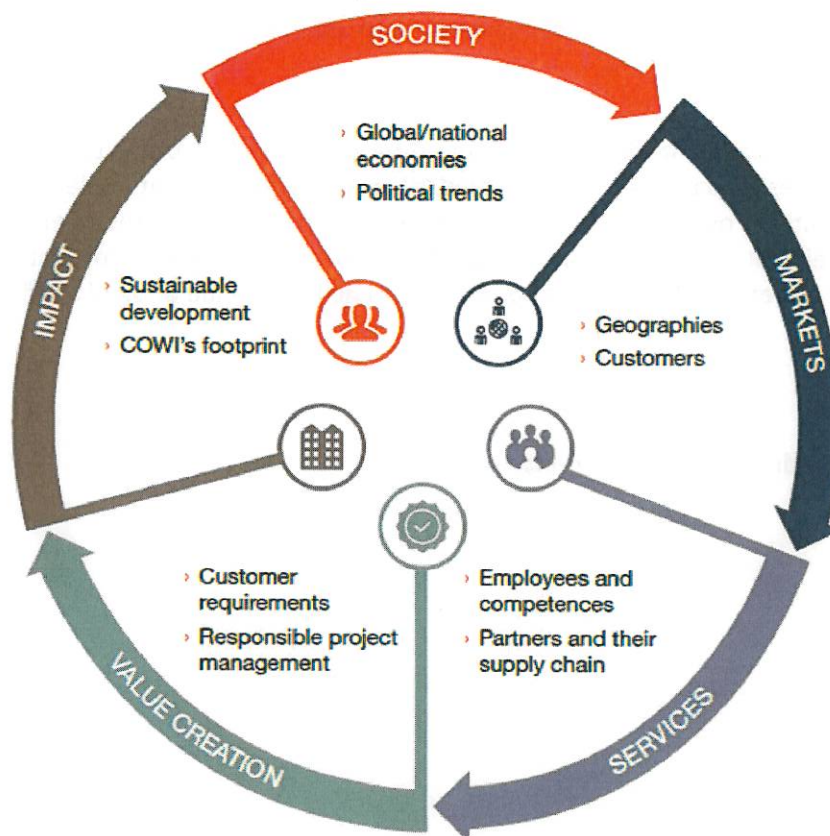 SOCIETY
› Global/national
economies
› Political trends
MARKETS
› Geographies
› Customers
SERVICES
› Employees and
competences
› Partners and their
supply chain
VALUE CREATION
› Customer
requirements
› Responsible project
management
IMPACT
› Sustainable
development
› COWI's footprint